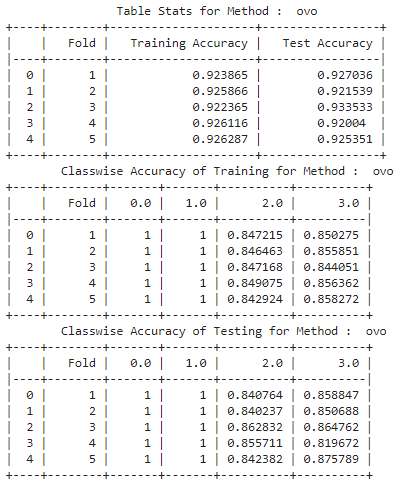 Table Stats for Method :  ovo
+----+--------+---------------------+-----------------+
|    |   Fold |   Training Accuracy |   Test Accuracy |
|----+--------+---------------------+-----------------|
|  0 |      1 |            0.923865 |        0.927036 |
|  1 |      2 |            0.925866 |        0.921539 |
|  2 |      3 |            0.922365 |        0.933533 |
|  3 |      4 |            0.926116 |        0.92004  |
|  4 |      5 |            0.926287 |        0.925351 |
+----+--------+---------------------+-----------------+
Classwise Accuracy of Training for Method :  ovo
+----+--------+-------+-------+----------+----------+
|    |   Fold |   0.0 |   1.0 |      2.0 |      3.0 |
|----+--------+-------+-------+----------+----------|
|  0 |      1 |     1 |     1 | 0.847215 | 0.850275 |
|  1 |      2 |     1 |     1 | 0.846463 | 0.855851 |
|  2 |      3 |     1 |     1 | 0.847168 | 0.844051 |
|  3 |      4 |     1 |     1 | 0.849075 | 0.856362 |
|  4 |      5 |     1 |     1 | 0.842924 | 0.858272 |
+----+--------+-------+-------+----------+----------+
Classwise Accuracy of Testing for Method :  ovo
+----+--------+-------+-------+----------+----------+
|    |   Fold |   0.0 |   1.0 |      2.0 |      3.0 |
|----+--------+-------+-------+----------+----------|
|  0 |      1 |     1 |     1 | 0.840764 | 0.858847 |
|  1 |      2 |     1 |     1 | 0.840237 | 0.850688 |
|  2 |      3 |     1 |     1 | 0.862832 | 0.864762 |
|  3 |      4 |     1 |     1 | 0.855711 | 0.819672 |
|  4 |      5 |     1 |     1 | 0.842382 | 0.875789 |
+----+--------+-------+-------+----------+----------+